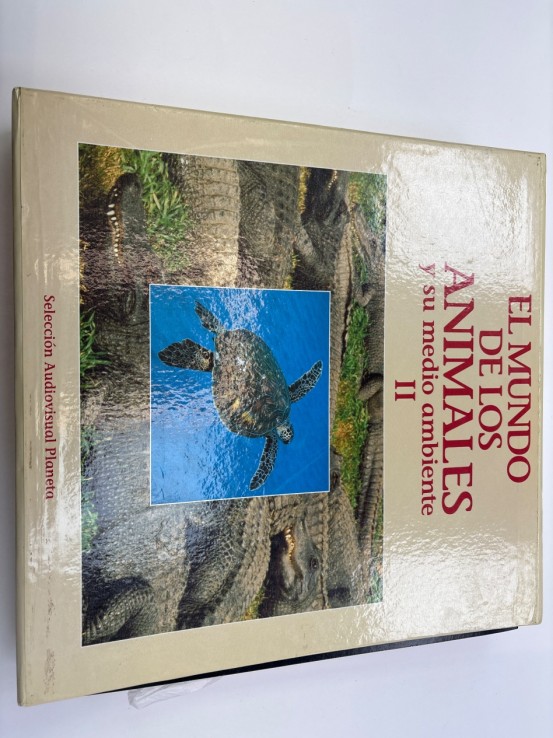 EL MUNDO
DE LOS
ANIMALES
y su medio ambiente
II
Selección Audiovisual Planeta